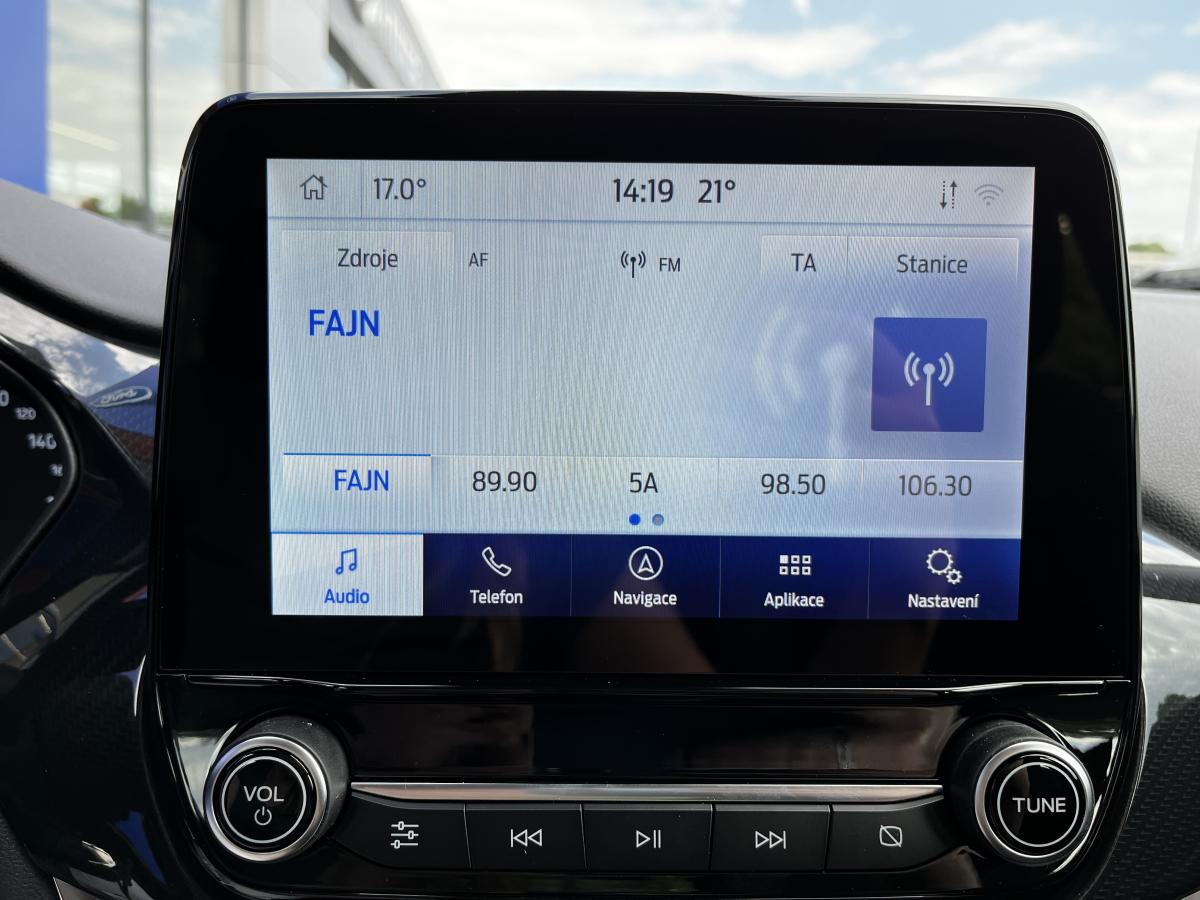 17.0° 14:19 21°
Zdroje AF FM TA Stanice
FAJN
FAJN 89.90 5A 98.50 106.30
Audio Telefon Navigace Aplikace Nastavení
VOL TUNE
120
140
Ford